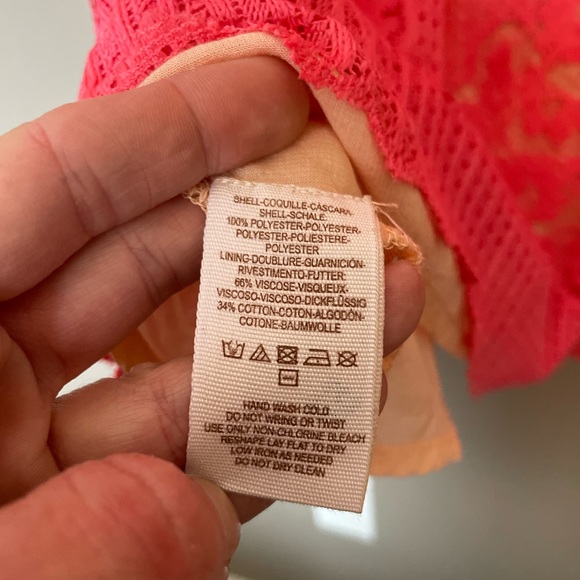 SHELL-COQUILLE-CÁSCARA-
SHELL-SCHALE:
100% POLYESTER-POLYESTER-
POLYESTER-POLIESTERE-
POLYESTER
LINING-DOUBLURE-GUARNICIÓN-
RIVESTIMENTO-FUTTER:
66% VISCOSE-VISQUEUX-
VISCOSO-VISCOSO-DICKFLÜSSIG
34% COTTON-COTON-ALGODÓN-
COTONE-BAUMWOLLE
HAND WASH COLD
DO NOT WRING OR TWIST
USE ONLY NON-CHLORINE BLEACH
RESHAPE LAY FLAT TO DRY
LOW IRON AS NEEDED
DO NOT DRY CLEAN